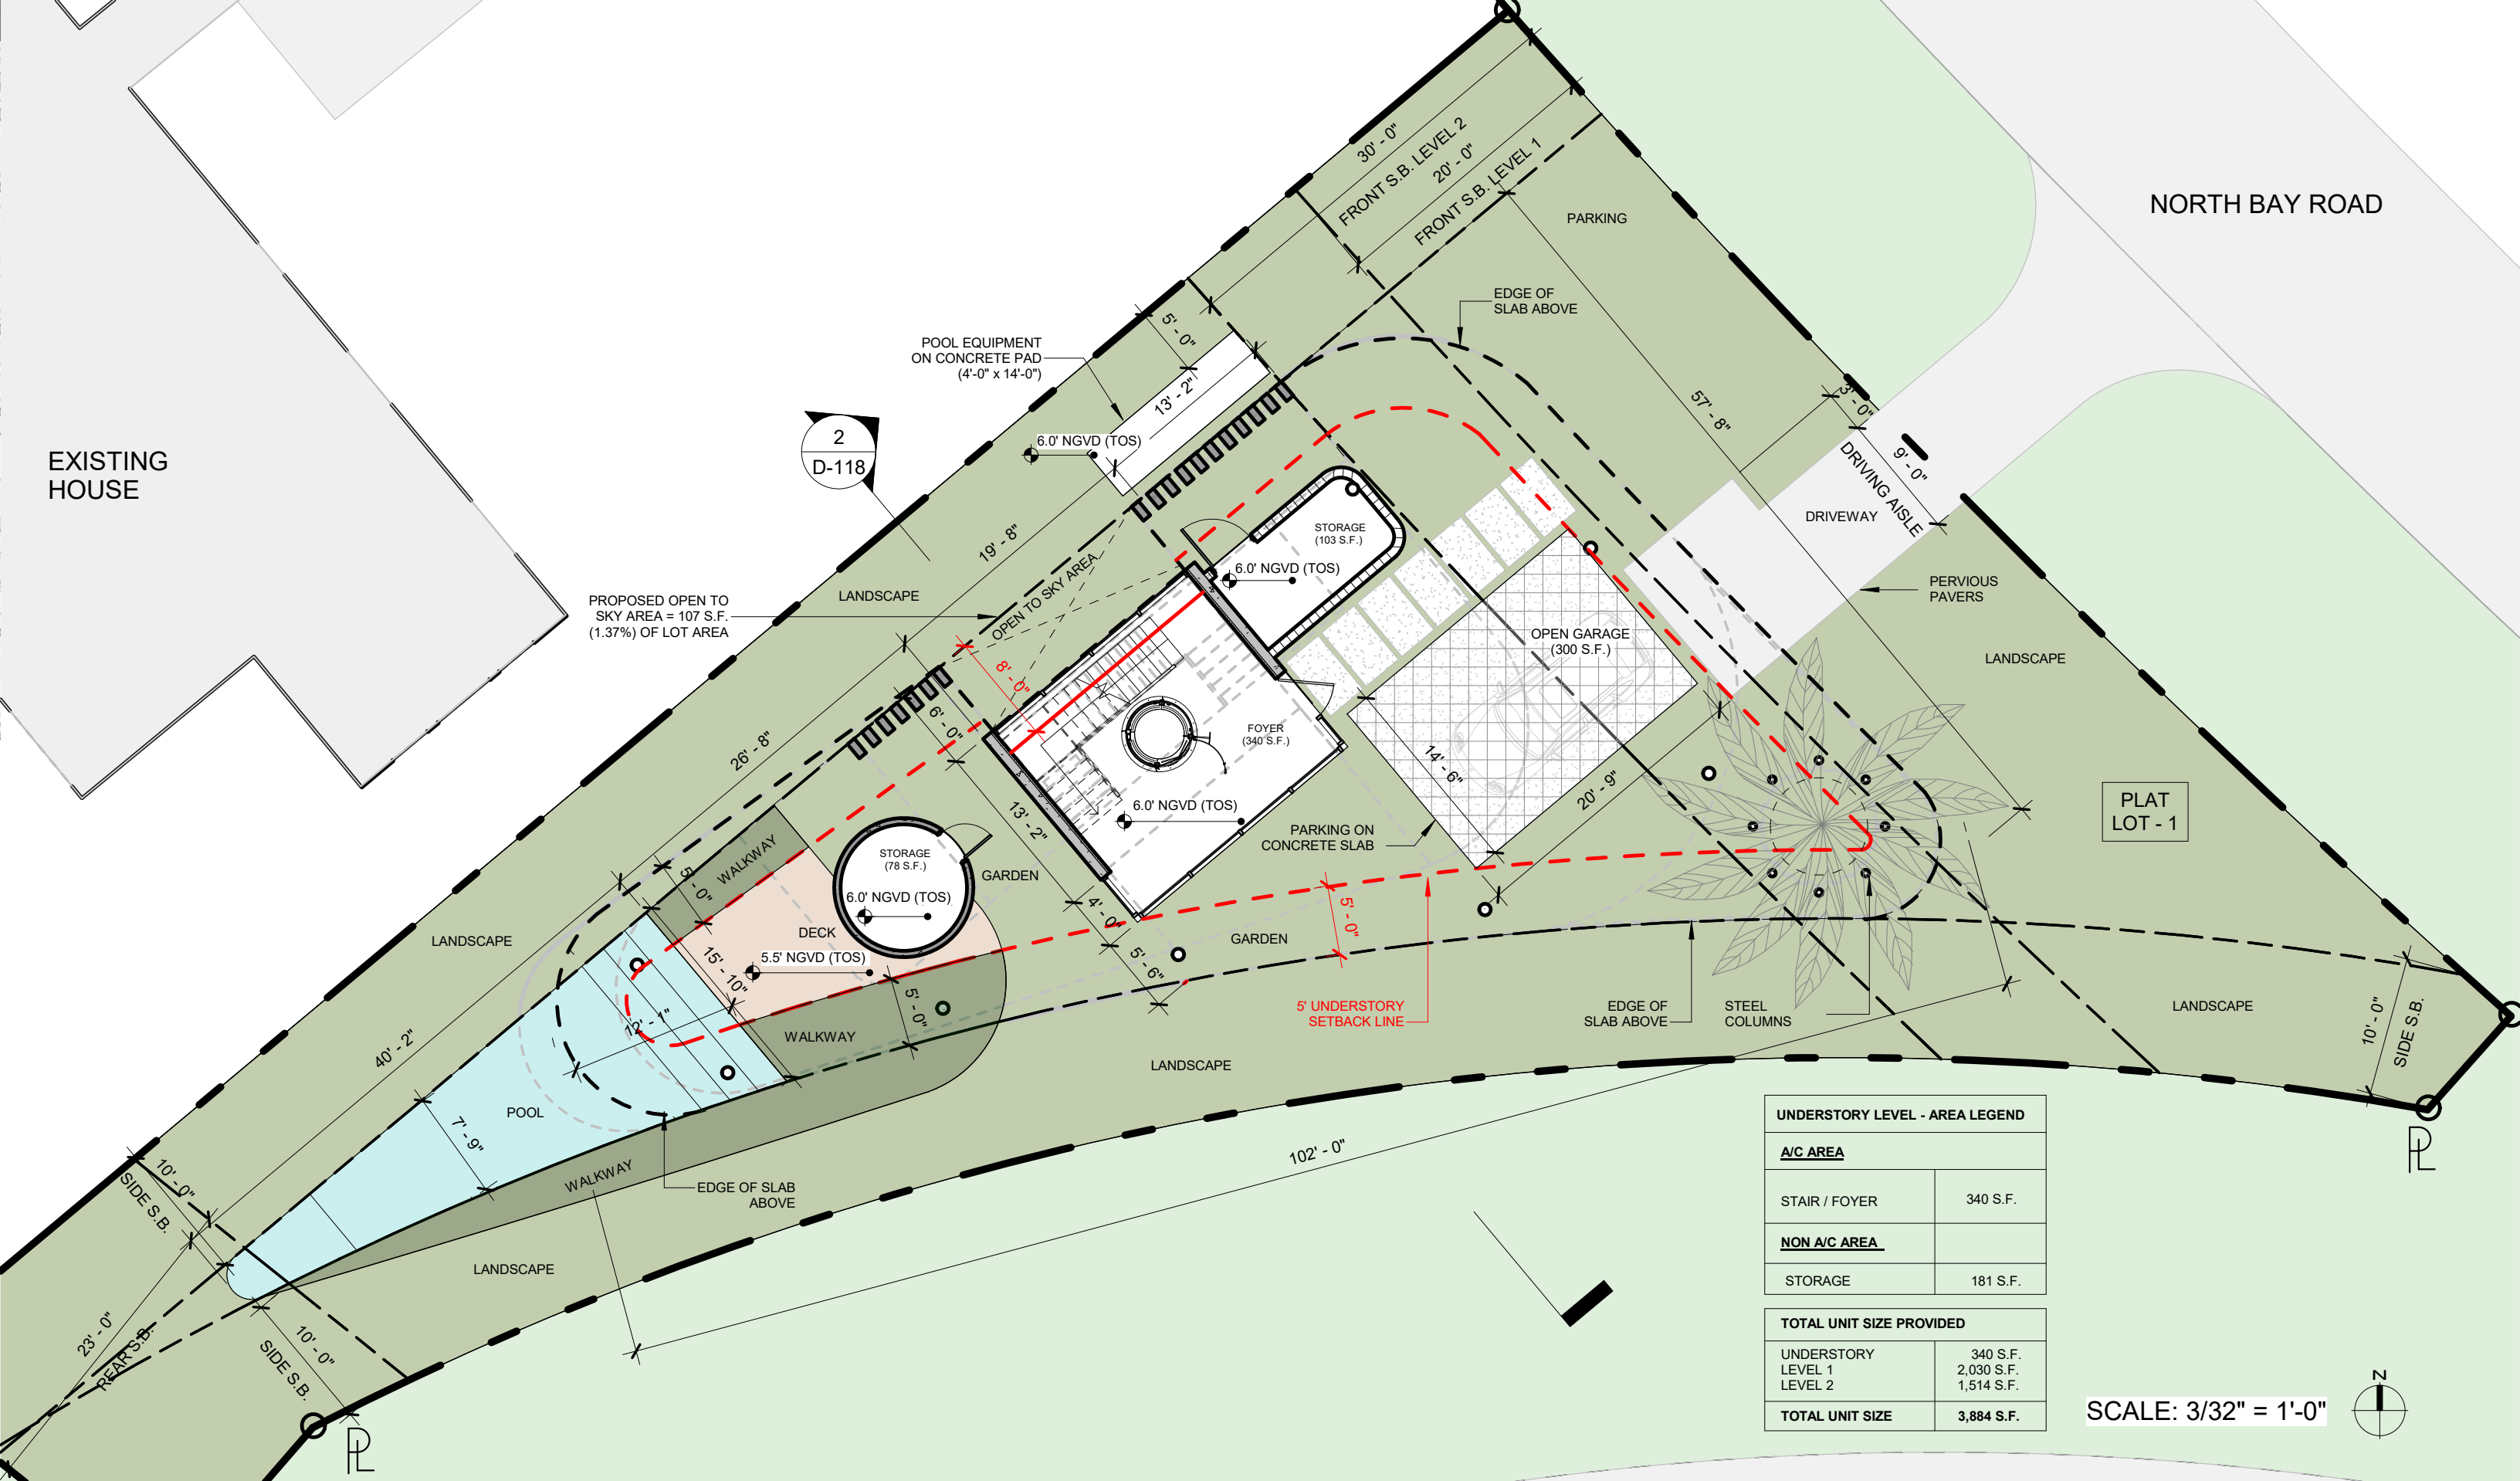 30' - 0"
FRONT S.B. LEVEL 2
20' - 0"
FRONT S.B. LEVEL 1
PARKING
NORTH BAY ROAD
EDGE OF
SLAB ABOVE
5' - 0"
POOL EQUIPMENT
ON CONCRETE PAD
(4'-0" x 14'-0")
13' - 2"
57' - 8"
3' - 0"
9' - 0"
DRIVING AISLE
DRIVEWAY
2
D-118
6.0' NGVD (TOS)
EXISTING
HOUSE
19' - 8"
STORAGE
(103 S.F.)
6.0' NGVD (TOS)
OPEN TO SKY AREA
LANDSCAPE
PROPOSED OPEN TO
SKY AREA = 107 S.F.
(1.37%) OF LOT AREA
PERVIOUS
PAVERS
OPEN GARAGE
(300 S.F.)
LANDSCAPE
8' - 0"
6' - 0"
26' - 8"
FOYER
(340 S.F.)
14' - 6"
20' - 9"
13' - 2"
6.0' NGVD (TOS)
PLAT
LOT - 1
PARKING ON
CONCRETE SLAB
WALKWAY
5' - 0"
STORAGE
(78 S.F.)
6.0' NGVD (TOS)
GARDEN
4' - 0"
5' - 0"
DECK
LANDSCAPE
GARDEN
5.5' NGVD (TOS)
15' - 10"
5' - 6"
5' - 0"
12' - 1"
WALKWAY
5' UNDERSTORY
SETBACK LINE
EDGE OF
SLAB ABOVE
STEEL
COLUMNS
LANDSCAPE
10' - 0"
SIDE S.B.
40' - 2"
LANDSCAPE
POOL
7' - 9"
WALKWAY
102' - 0"
EDGE OF SLAB
ABOVE
10' - 0"
SIDE S.B.
LANDSCAPE
23' - 0"
REAR S.B.
10' - 0"
SIDE S.B.
PL
PL
UNDERSTORY LEVEL - AREA LEGEND
A/C AREA
STAIR / FOYER 340 S.F.
NON A/C AREA
STORAGE 181 S.F.
TOTAL UNIT SIZE PROVIDED
UNDERSTORY 340 S.F.
LEVEL 1 2,030 S.F.
LEVEL 2 1,514 S.F.
TOTAL UNIT SIZE 3,884 S.F.
SCALE: 3/32" = 1'-0"
N